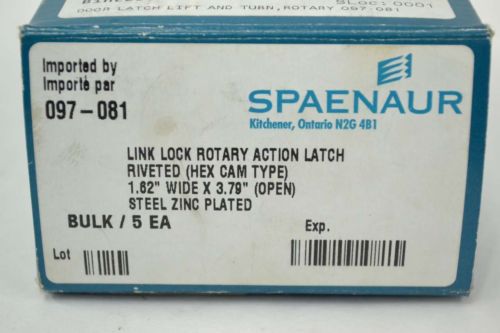 SLoc: 0001
DOOR LATCH LIFT AND TURN, ROTARY 097-081
Imported by
Importé par
097-081
SPAENAUR
Kitchener, Ontario N2G 4B1
LINK LOCK ROTARY ACTION LATCH
RIVETED (HEX CAM TYPE)
1.62" WIDE X 3.79" (OPEN)
STEEL ZINC PLATED
BULK / 5 EA
Exp.
Lot